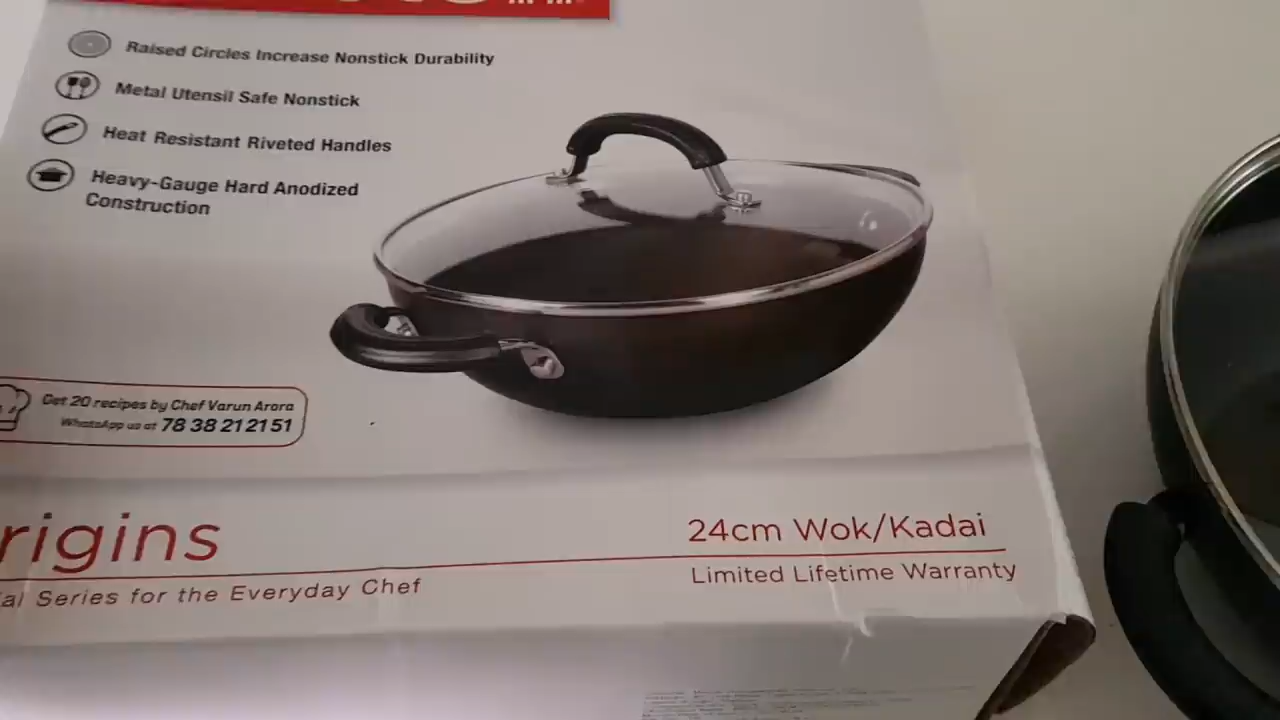 Raised Circles Increase Nonstick Durability
Metal Utensil Safe Nonstick
Heat Resistant Riveted Handles
Heavy-Gauge Hard Anodized
Construction
Get 20 recipes by Chef Varun Arora
WhatsApp us at 78 38 21 21 51
rigins
24cm Wok/Kadai
al Series for the Everyday Chef
Limited Lifetime Warranty